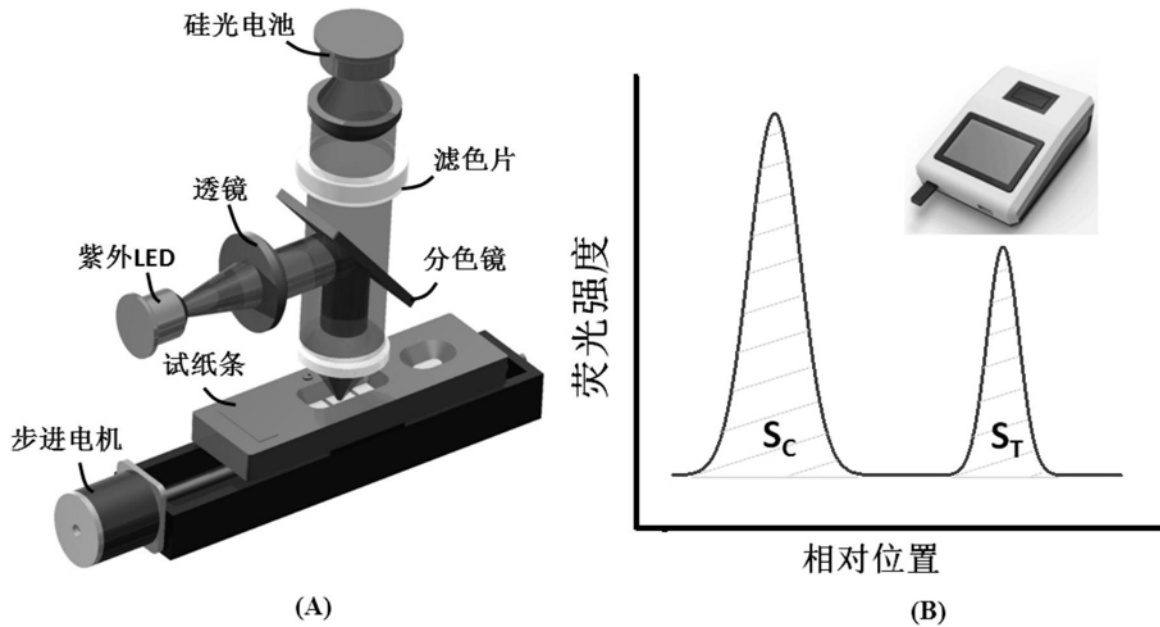 硅光电池
滤色片
透镜
紫外LED
分色镜
试纸条
步进电机
(A)
荧光强度
SC
ST
相对位置
(B)